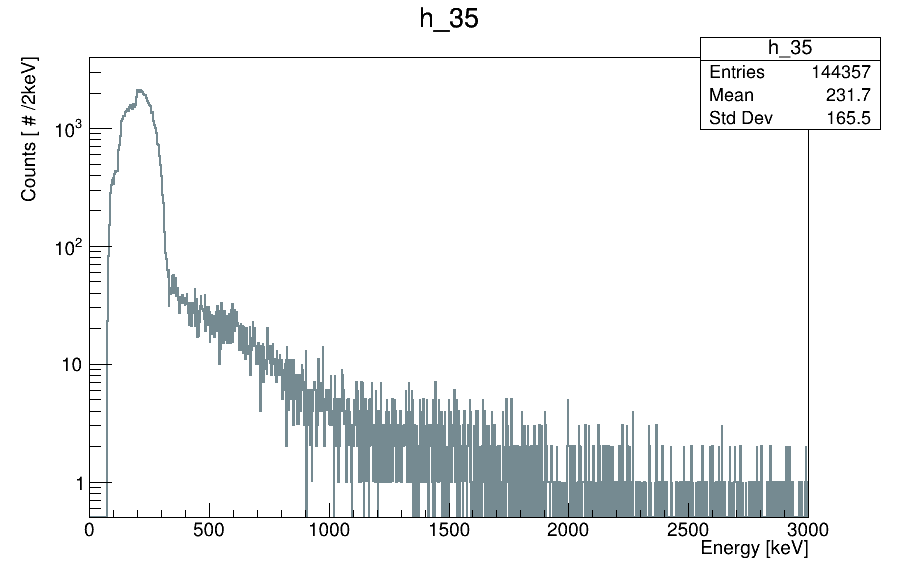 h_35
h_35
Entries 144357
Mean 231.7
Std Dev 165.5
Counts [ # /2keV]
10³
10²
10
1
0 500 1000 1500 2000 2500 3000
Energy [keV]